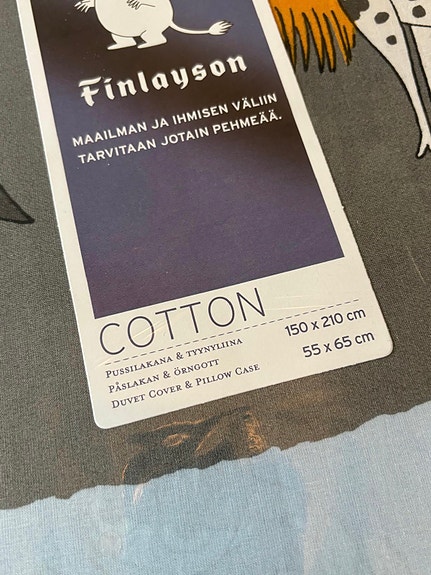 Finlayson
MAAILMAN JA IHMISEN VÄLIIN
TARVITAAN JOTAIN PEHMEÄÄ.
COTTON
PUSSILAKANA & TYYNYLIINA
PÅSLAKAN & ÖRNGOTT
DUVET COVER & PILLOW CASE
150 x 210 cm
55 x 65 cm